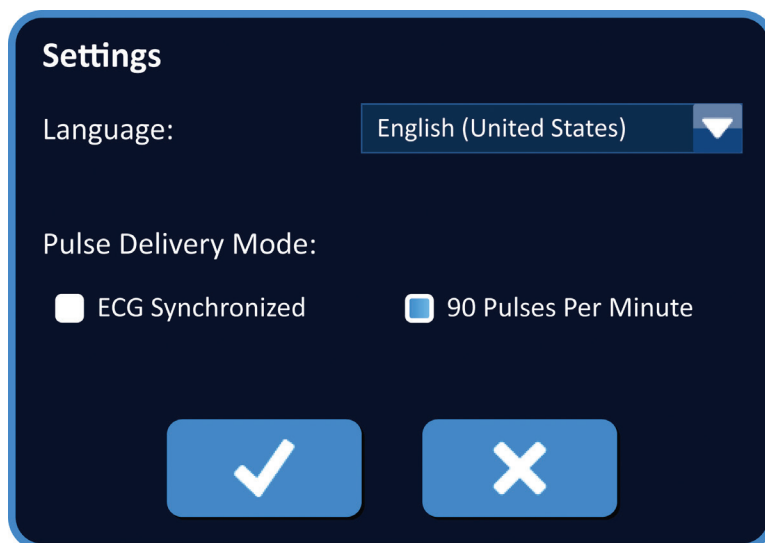 Settings
Language:
English (United States)
Pulse Delivery Mode:
ECG Synchronized
90 Pulses Per Minute